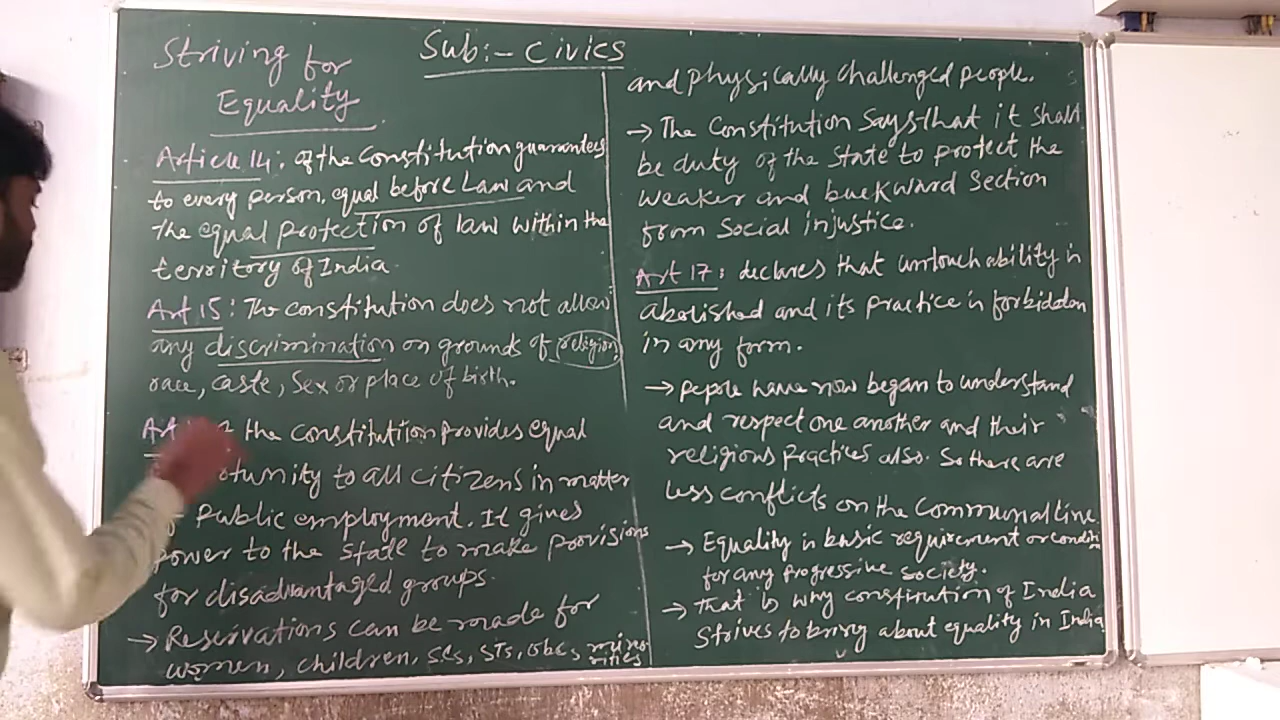 Striving for
Equality
Sub:- Civics
Article 14: of the Constitution guarantees
to every person, equal before Law and
The equal protection of law within the
territory of India.
Art 15: The constitution does not allow
any discrimination on grounds of religion,
race, caste, Sex or place of birth.
Art the constitution provides equal
to all citizens in matter
Public employment. It gives
power to the State to make provisions
for disadvantaged groups.
→ Reservations can be made for
women, children, SCs, STs, OBCs, minorities
and physically challenged people.
→ The Constitution Says that it should
be duty of the State to protect the
weaker and backward Section
from Social injustice.
Art 17: declares that untouchability is
abolished and its practice is forbidden
in any form.
→ people have now began to understand
and respect one another and their
religious practices also. So there are
less conflicts on the Communal line.
→ Equality is basic requirement or
for any progressive society.
→ that is why constitution of India
Strives to bring about equality in India